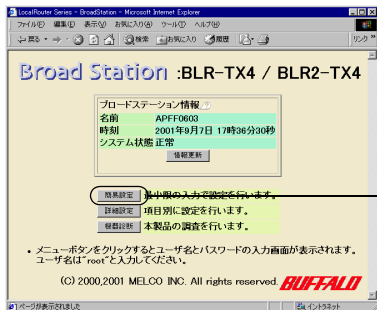 LocalRouter Series - BroadStation - Microsoft Internet Explorer
ファイル(F) 編集(E) 表示(V) お気に入り(A) ツール(T) ヘルプ(H)
戻る 検索 お気に入り 履歴 リンク »
Broad Station :BLR-TX4 / BLR2-TX4
ブロードステーション情報
名前 APFF0603
時刻 2001年9月7日 17時36分30秒
システム状態 正常
情報更新
簡易設定 最小限の入力で設定を行います。
詳細設定 項目別に設定を行います。
機器診断 本製品の調査を行います。
• メニューボタンをクリックするとユーザ名とパスワードの入力画面が表示されます。
ユーザ名は"root"と入力してください。
(C) 2000,2001 MELCO INC. All rights reserved. BUFFALO
ページが表示されました イントラネット